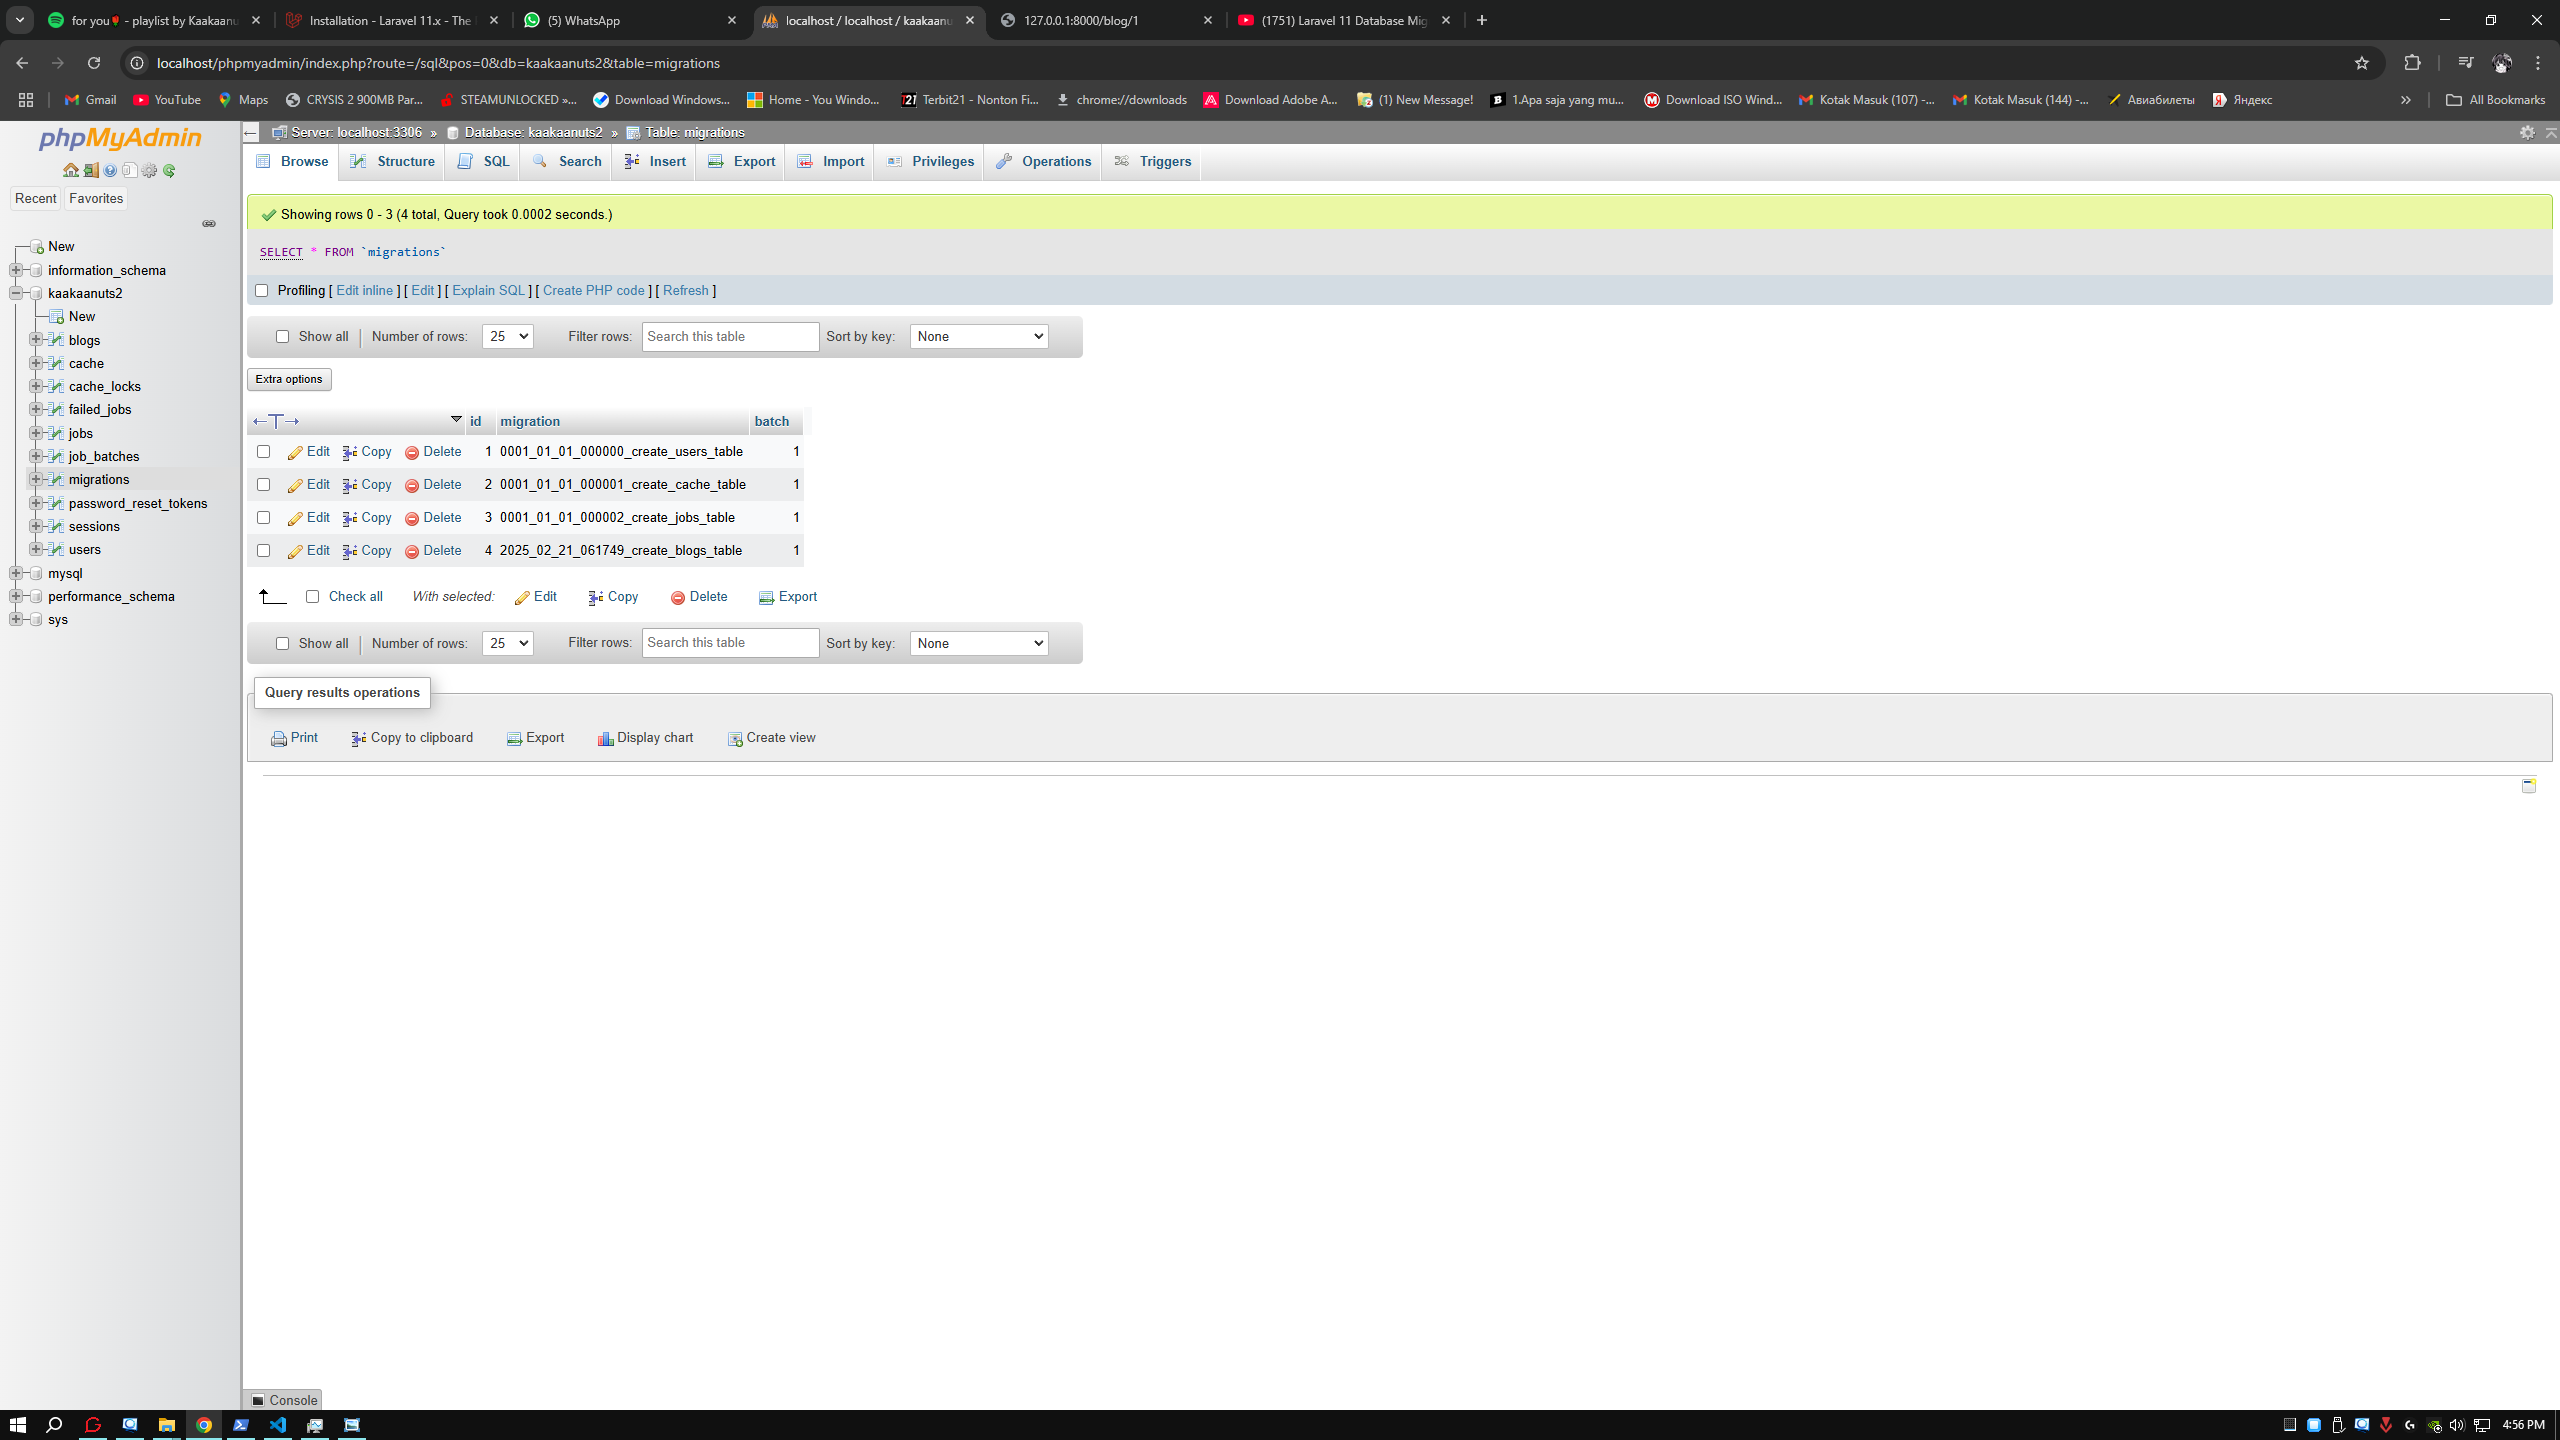 for you🌹 - playlist by Kaakaanu
Installation - Laravel 11.x - The
(5) WhatsApp
localhost / localhost / kaakaanu
127.0.0.1:8000/blog/1
(1751) Laravel 11 Database Mig
localhost/phpmyadmin/index.php?route=/sql&pos=0&db=kaakaanuts2&table=migrations
Gmail
YouTube
Maps
CRYSIS 2 900MB Par...
STEAMUNLOCKED »...
Download Windows...
Home - You Windo...
Terbit21 - Nonton Fi...
chrome://downloads
Download Adobe A...
(1) New Message!
1.Apa saja yang mu...
Download ISO Wind...
Kotak Masuk (107) -...
Kotak Masuk (144) -...
Авиабилеты
Яндекс
All Bookmarks
phpMyAdmin
Recent Favorites
New
information_schema
kaakaanuts2
New
blogs
cache
cache_locks
failed_jobs
jobs
job_batches
migrations
password_reset_tokens
sessions
users
mysql
performance_schema
sys
Server: localhost:3306 » Database: kaakaanuts2 » Table: migrations
Browse Structure SQL Search Insert Export Import Privileges Operations Triggers
Showing rows 0 - 3 (4 total, Query took 0.0002 seconds.)
SELECT * FROM `migrations`
Profiling [ Edit inline ] [ Edit ] [ Explain SQL ] [ Create PHP code ] [ Refresh ]
Show all Number of rows: 25 Filter rows: Search this table Sort by key: None
Extra options
id migration batch
Edit Copy Delete 1 0001_01_01_000000_create_users_table 1
Edit Copy Delete 2 0001_01_01_000001_create_cache_table 1
Edit Copy Delete 3 0001_01_01_000002_create_jobs_table 1
Edit Copy Delete 4 2025_02_21_061749_create_blogs_table 1
Check all With selected: Edit Copy Delete Export
Show all Number of rows: 25 Filter rows: Search this table Sort by key: None
Query results operations
Print Copy to clipboard Export Display chart Create view
Console
4:56 PM